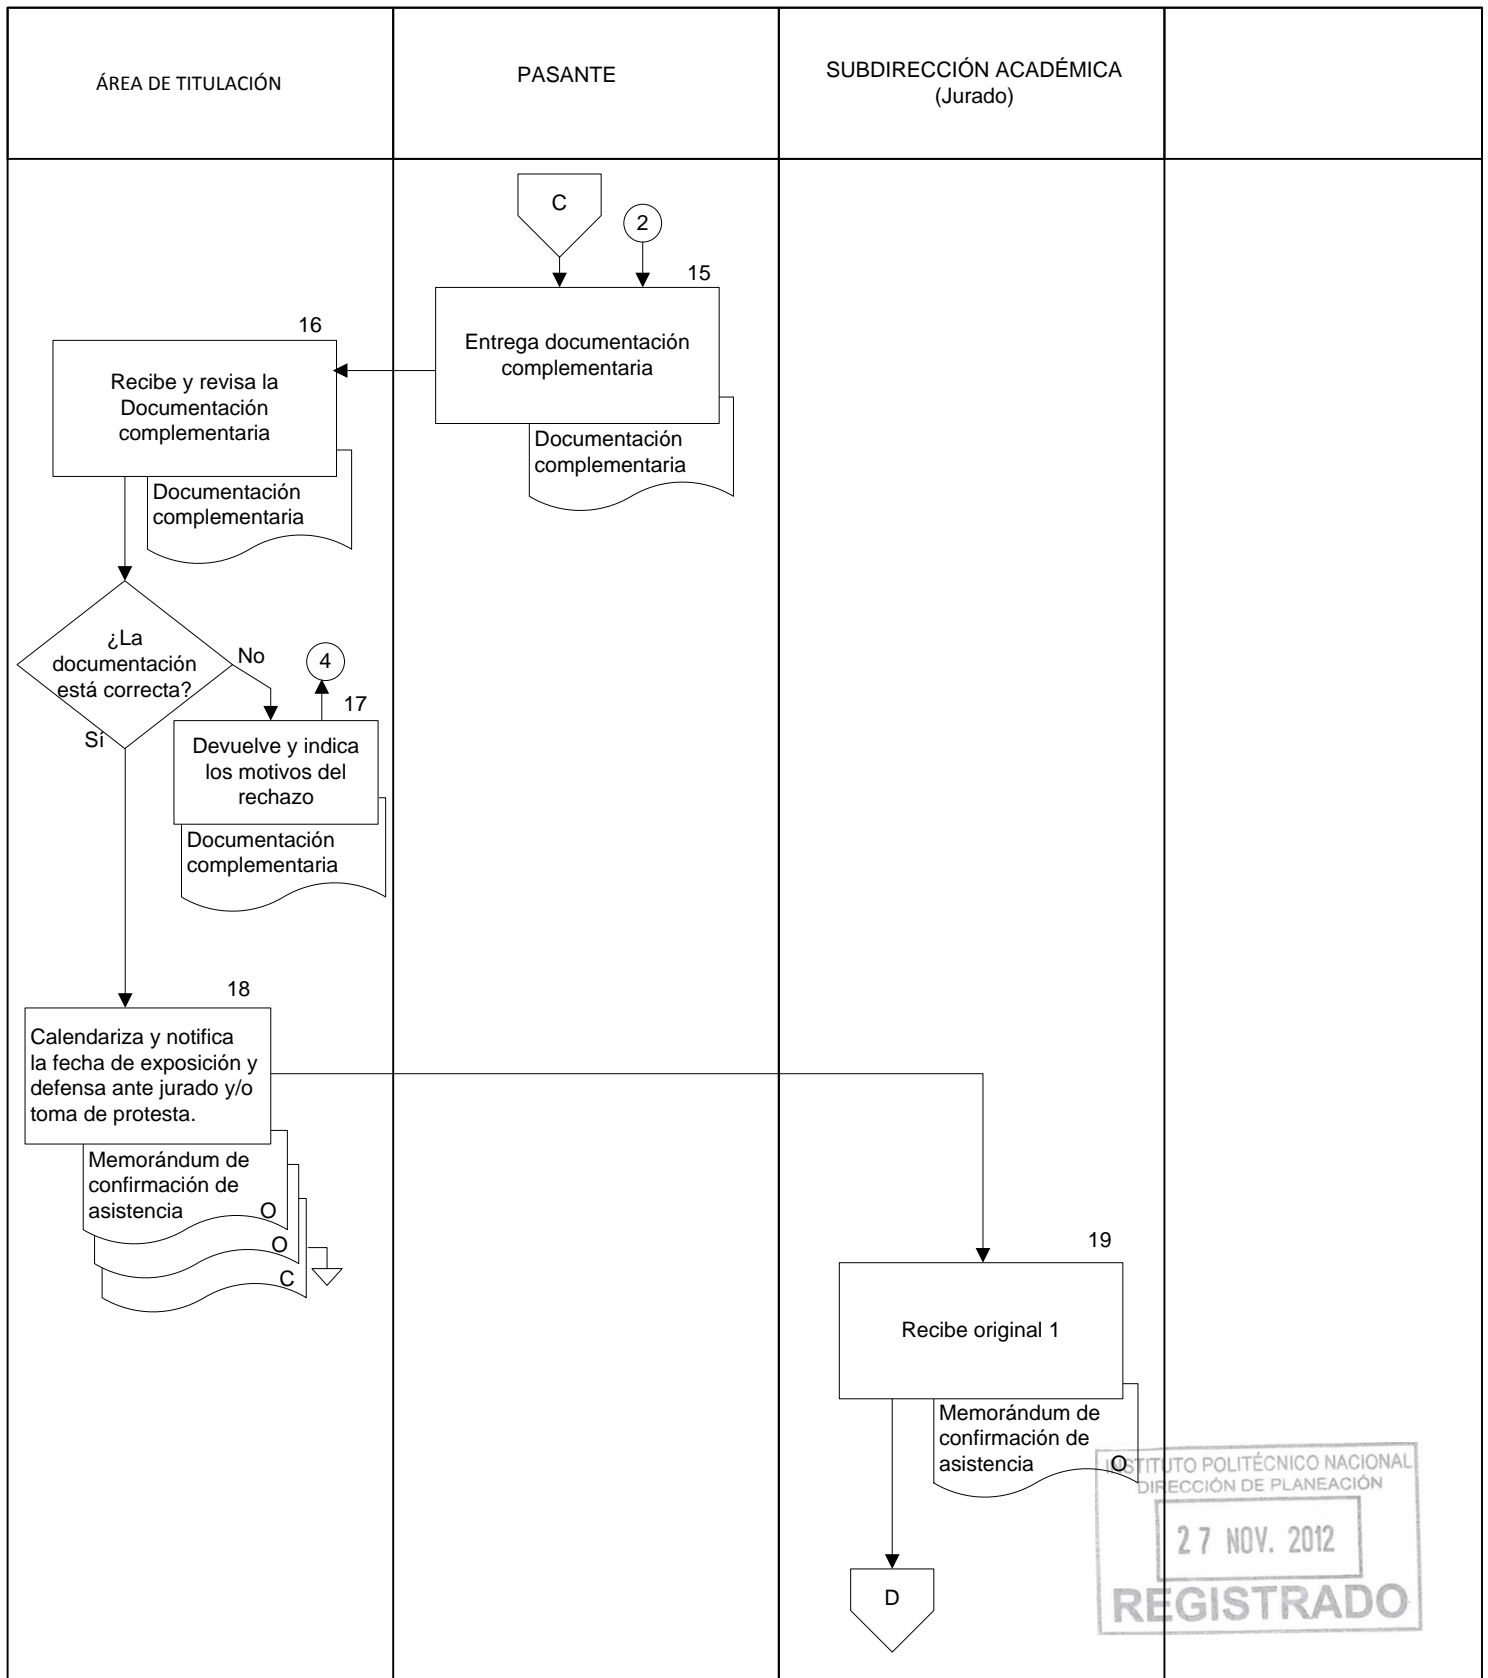 ÁREA DE TITULACIÓN
PASANTE
SUBDIRECCIÓN ACADÉMICA
(Jurado)
C
2
15
Entrega documentación
complementaria
Documentación
complementaria
16
Recibe y revisa la
Documentación
complementaria
Documentación
complementaria
¿La
documentación
está correcta?
No
Sí
4
17
Devuelve y indica
los motivos del
rechazo
Documentación
complementaria
18
Calendariza y notifica
la fecha de exposición y
defensa ante jurado y/o
toma de protesta.
Memorándum de
confirmación de
asistencia
O
O
C
19
Recibe original 1
Memorándum de
confirmación de
asistencia
O
D
INSTITUTO POLITÉCNICO NACIONAL
DIRECCIÓN DE PLANEACIÓN
27 NOV. 2012
REGISTRADO